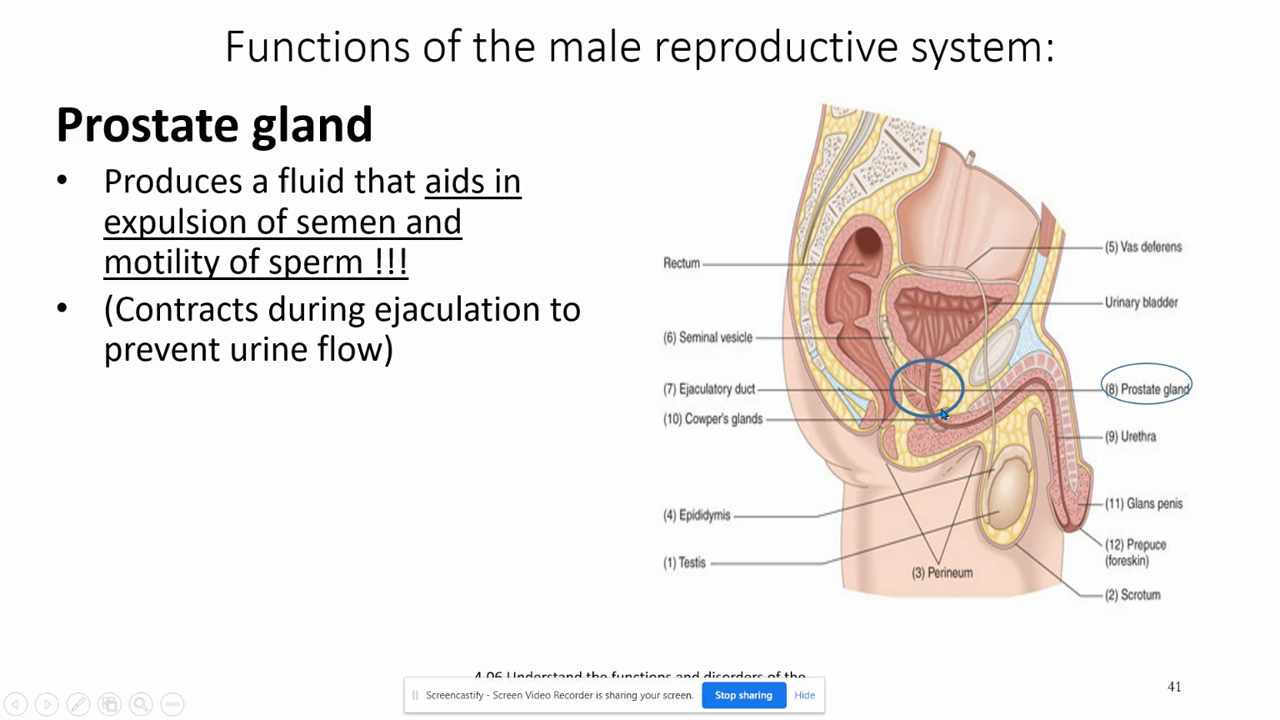 Functions of the male reproductive system:
Prostate gland
• Produces a fluid that aids in
expulsion of semen and
motility of sperm !!!
• (Contracts during ejaculation to
prevent urine flow)
Rectum
(6) Seminal vesicle
(7) Ejaculatory duct
(10) Cowper's glands
(4) Epididymis
(1) Testis
(3) Perineum
(5) Vas deferens
Urinary bladder
(8) Prostate gland
(9) Urethra
(11) Glans penis
(12) Prepuce
(foreskin)
(2) Scrotum
4.06 Understand the functions and disorders of the
Screencastify - Screen Video Recorder is sharing your screen.
Stop sharing
Hide
41